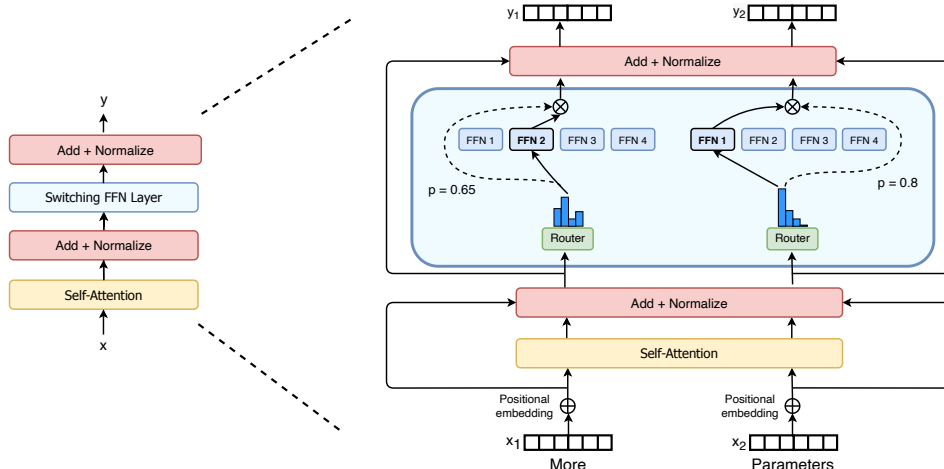 y
Add + Normalize
Switching FFN Layer
Add + Normalize
Self-Attention
x
y1
y2
Add + Normalize
FFN 1 FFN 2 FFN 3 FFN 4
FFN 1 FFN 2 FFN 3 FFN 4
p = 0.65
p = 0.8
Router
Router
Add + Normalize
Self-Attention
Positional
embedding
Positional
embedding
x1
x2
More
Parameters